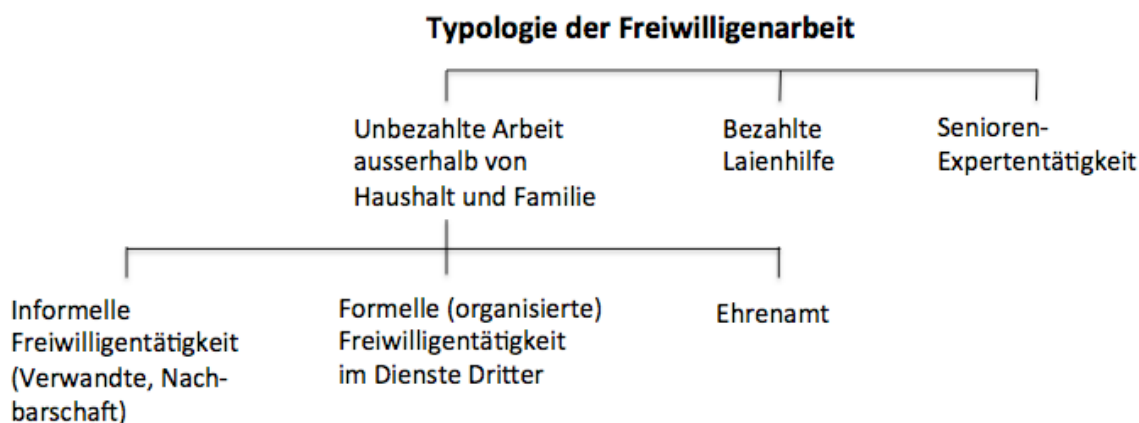 Typologie der Freiwilligenarbeit
Unbezahlte Arbeit
ausserhalb von
Haushalt und Familie
Bezahlte
Laienhilfe
Senioren-
Expertentätigkeit
Informelle
Freiwilligentätigkeit
(Verwandte, Nach-
barschaft)
Formelle (organisierte)
Freiwilligentätigkeit
im Dienste Dritter
Ehrenamt